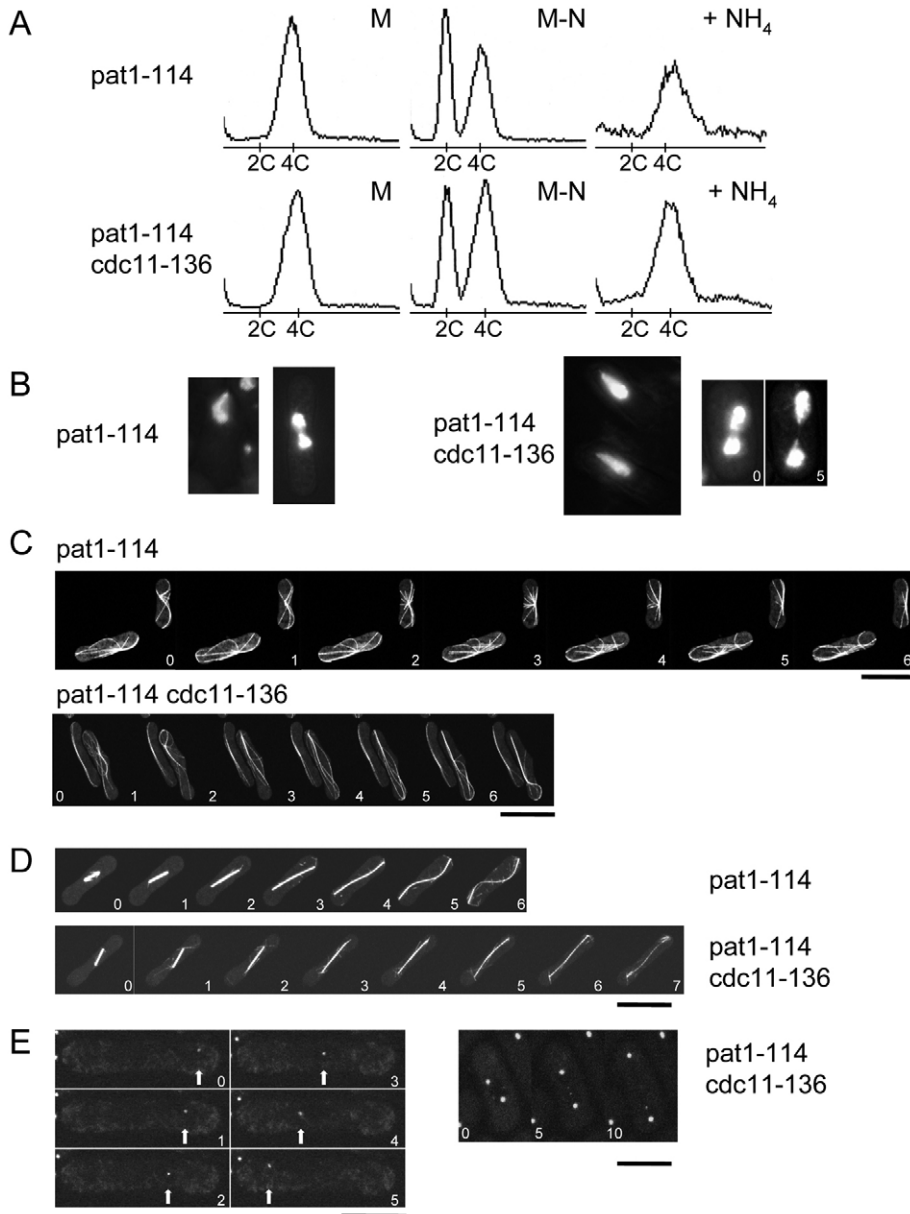 A
M M-N + NH4
pat1-114
2C 4C 2C 4C 2C 4C
M M-N + NH4
pat1-114
cdc11-136
2C 4C 2C 4C 2C 4C
B
pat1-114
pat1-114
cdc11-136
0 5
C
pat1-114
0 1 2 3 4 5 6
pat1-114 cdc11-136
0 1 2 3 4 5 6
D
0 1 2 3 4 5 6
pat1-114
0 1 2 3 4 5 6 7
pat1-114
cdc11-136
E
0 3
1 4
2 5
0 5 10
pat1-114
cdc11-136